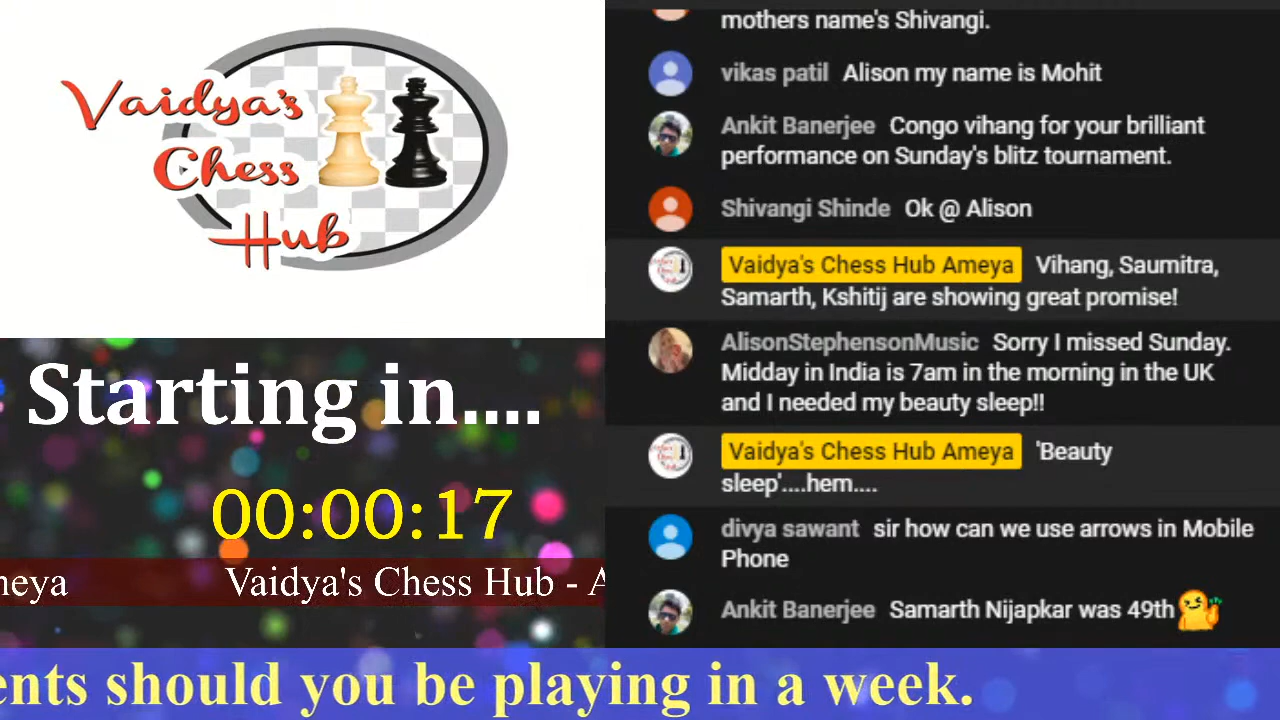 Vaidya's
Chess
Hub
Starting in....
00:00:17
meya Vaidya's Chess Hub - A
ents should you be playing in a week.
mothers name's Shivangi.
vikas patil Alison my name is Mohit
Ankit Banerjee Congo vihang for your brilliant
performance on Sunday's blitz tournament.
Shivangi Shinde Ok @ Alison
Vaidya's Chess Hub Ameya Vihang, Saumitra,
Samarth, Kshitij are showing great promise!
AlisonStephensonMusic Sorry I missed Sunday.
Midday in India is 7am in the morning in the UK
and I needed my beauty sleep!!
Vaidya's Chess Hub Ameya 'Beauty
sleep'....hem....
divya sawant sir how can we use arrows in Mobile
Phone
Ankit Banerjee Samarth Nijapkar was 49th